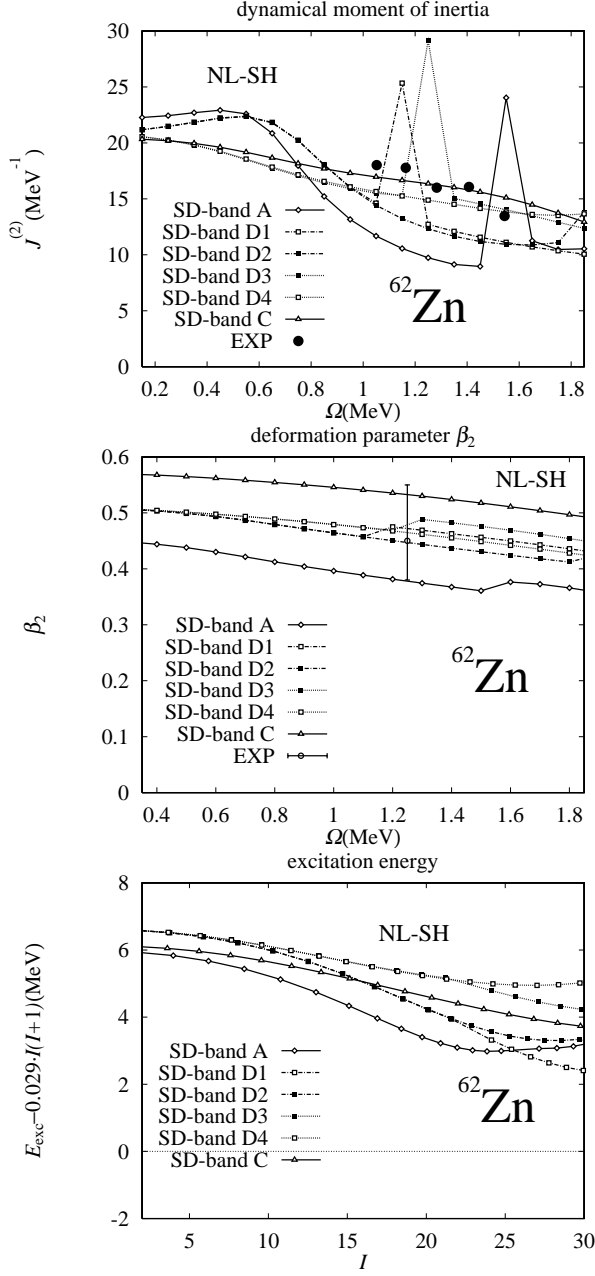 dynamical moment of inertia
30
25
20
15
10
5
0
J(2) (MeV-1)
NL-SH
SD-band A
SD-band D1
SD-band D2
SD-band D3
SD-band D4
SD-band C
EXP
62Zn
0.2 0.4 0.6 0.8 1 1.2 1.4 1.6 1.8
Ω(MeV)
deformation parameter β2
0.6
0.5
0.4
0.3
0.2
0.1
0
β2
NL-SH
SD-band A
SD-band D1
SD-band D2
SD-band D3
SD-band D4
SD-band C
EXP
62Zn
0.4 0.6 0.8 1 1.2 1.4 1.6 1.8
Ω(MeV)
excitation energy
8
6
4
2
0
-2
Eexc−0.029·I(I+1)(MeV)
NL-SH
SD-band A
SD-band D1
SD-band D2
SD-band D3
SD-band D4
SD-band C
62Zn
5 10 15 20 25 30
I